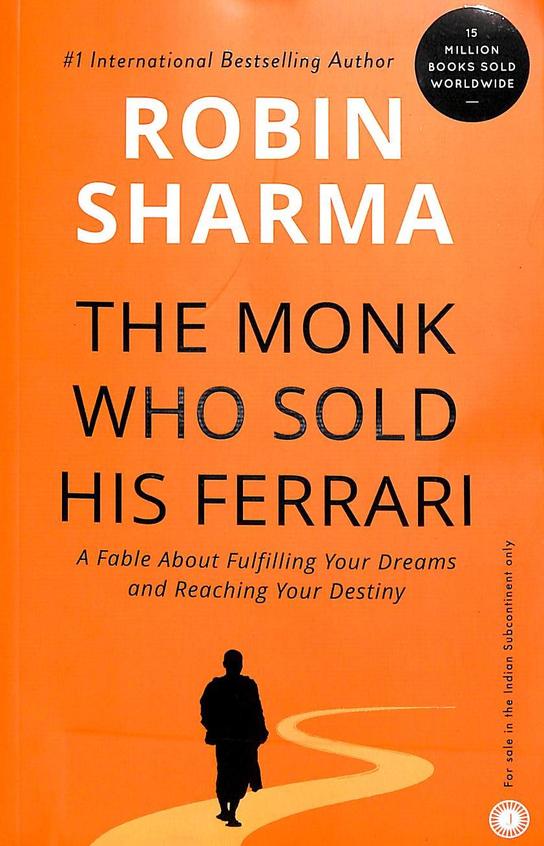 15
MILLION
BOOKS SOLD
WORLDWIDE
#1 International Bestselling Author
ROBIN
SHARMA
THE MONK
WHO SOLD
HIS FERRARI
A Fable About Fulfilling Your Dreams
and Reaching Your Destiny
For sale in the Indian Subcontinent only
J